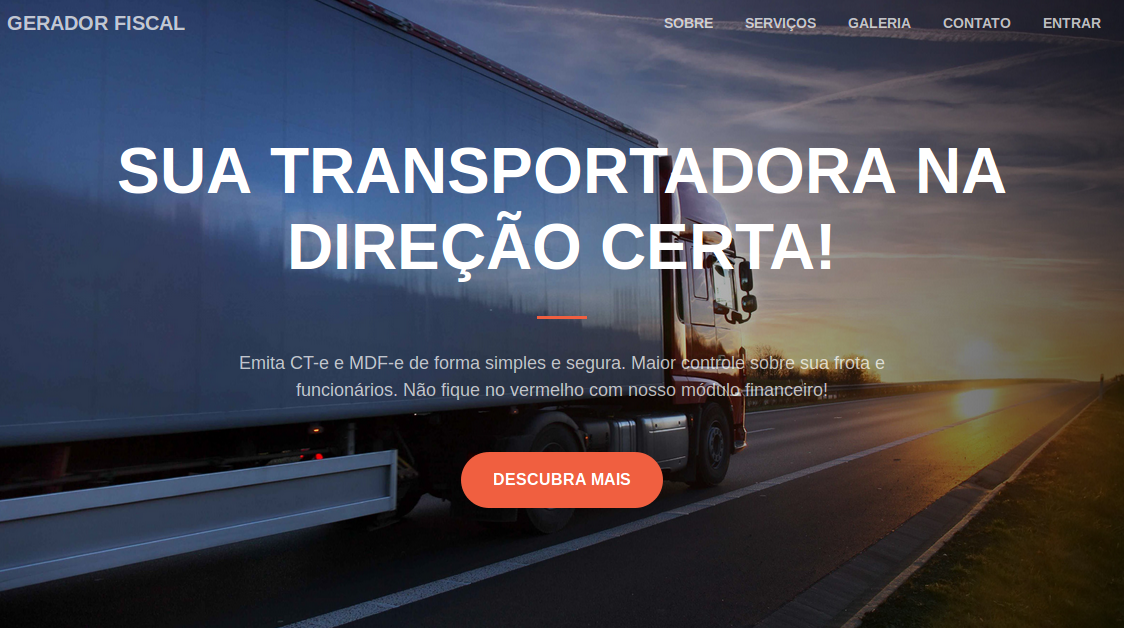 GERADOR FISCAL
SOBRE SERVIÇOS GALERIA CONTATO ENTRAR
SUA TRANSPORTADORA NA
DIREÇÃO CERTA!
Emita CT-e e MDF-e de forma simples e segura. Maior controle sobre sua frota e
funcionários. Não fique no vermelho com nosso módulo financeiro!
DESCUBRA MAIS